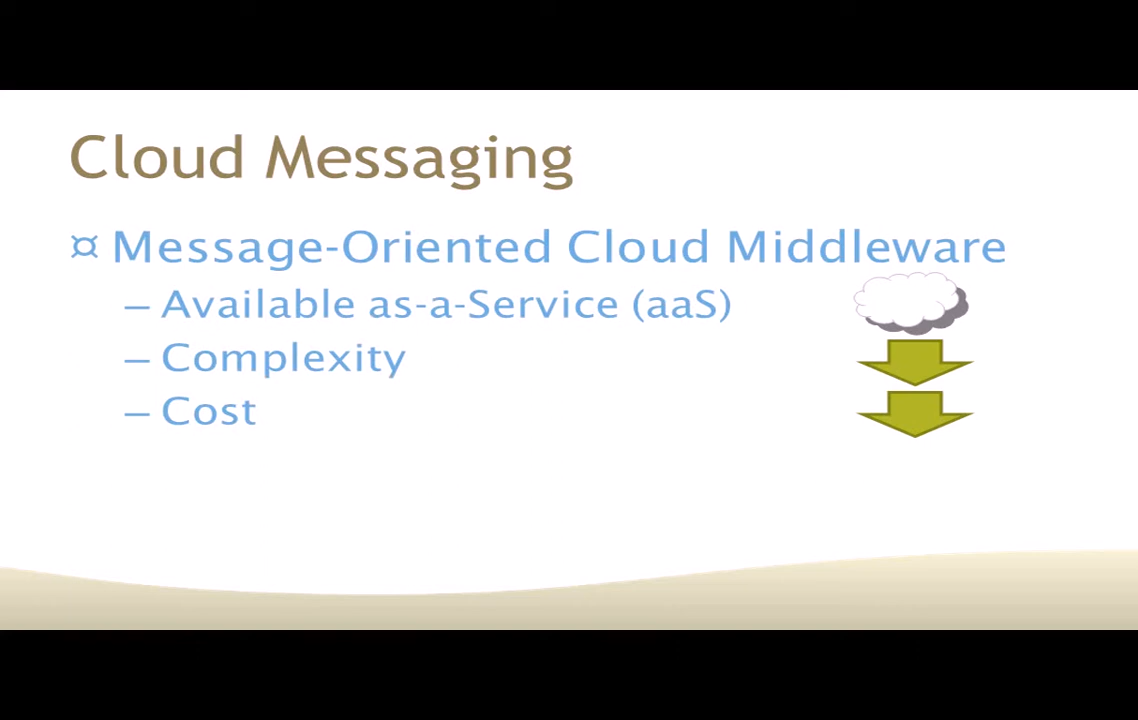 Cloud Messaging
¤ Message-Oriented Cloud Middleware
– Available as-a-Service (aaS)
– Complexity
– Cost